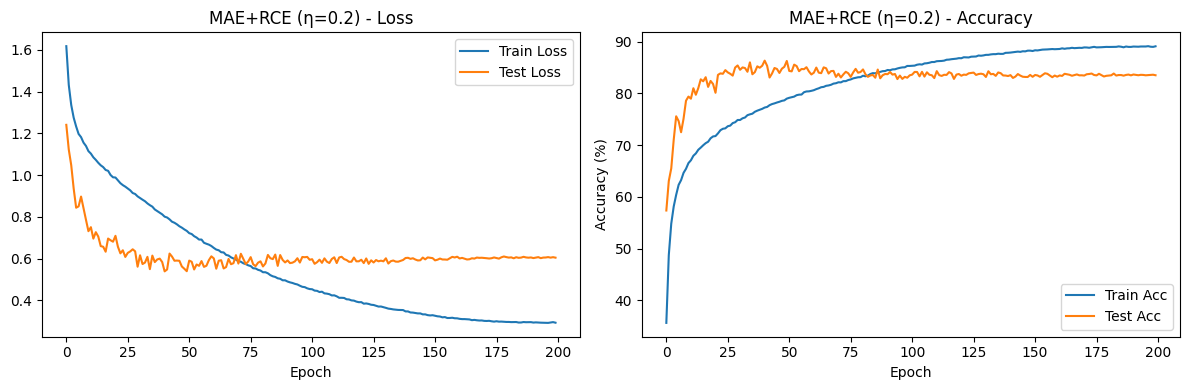 MAE+RCE (η=0.2) - Loss
1.6
1.4
1.2
1.0
0.8
0.6
0.4
0 25 50 75 100 125 150 175 200
Epoch
Train Loss
Test Loss
MAE+RCE (η=0.2) - Accuracy
Accuracy (%)
90
80
70
60
50
40
0 25 50 75 100 125 150 175 200
Epoch
Train Acc
Test Acc